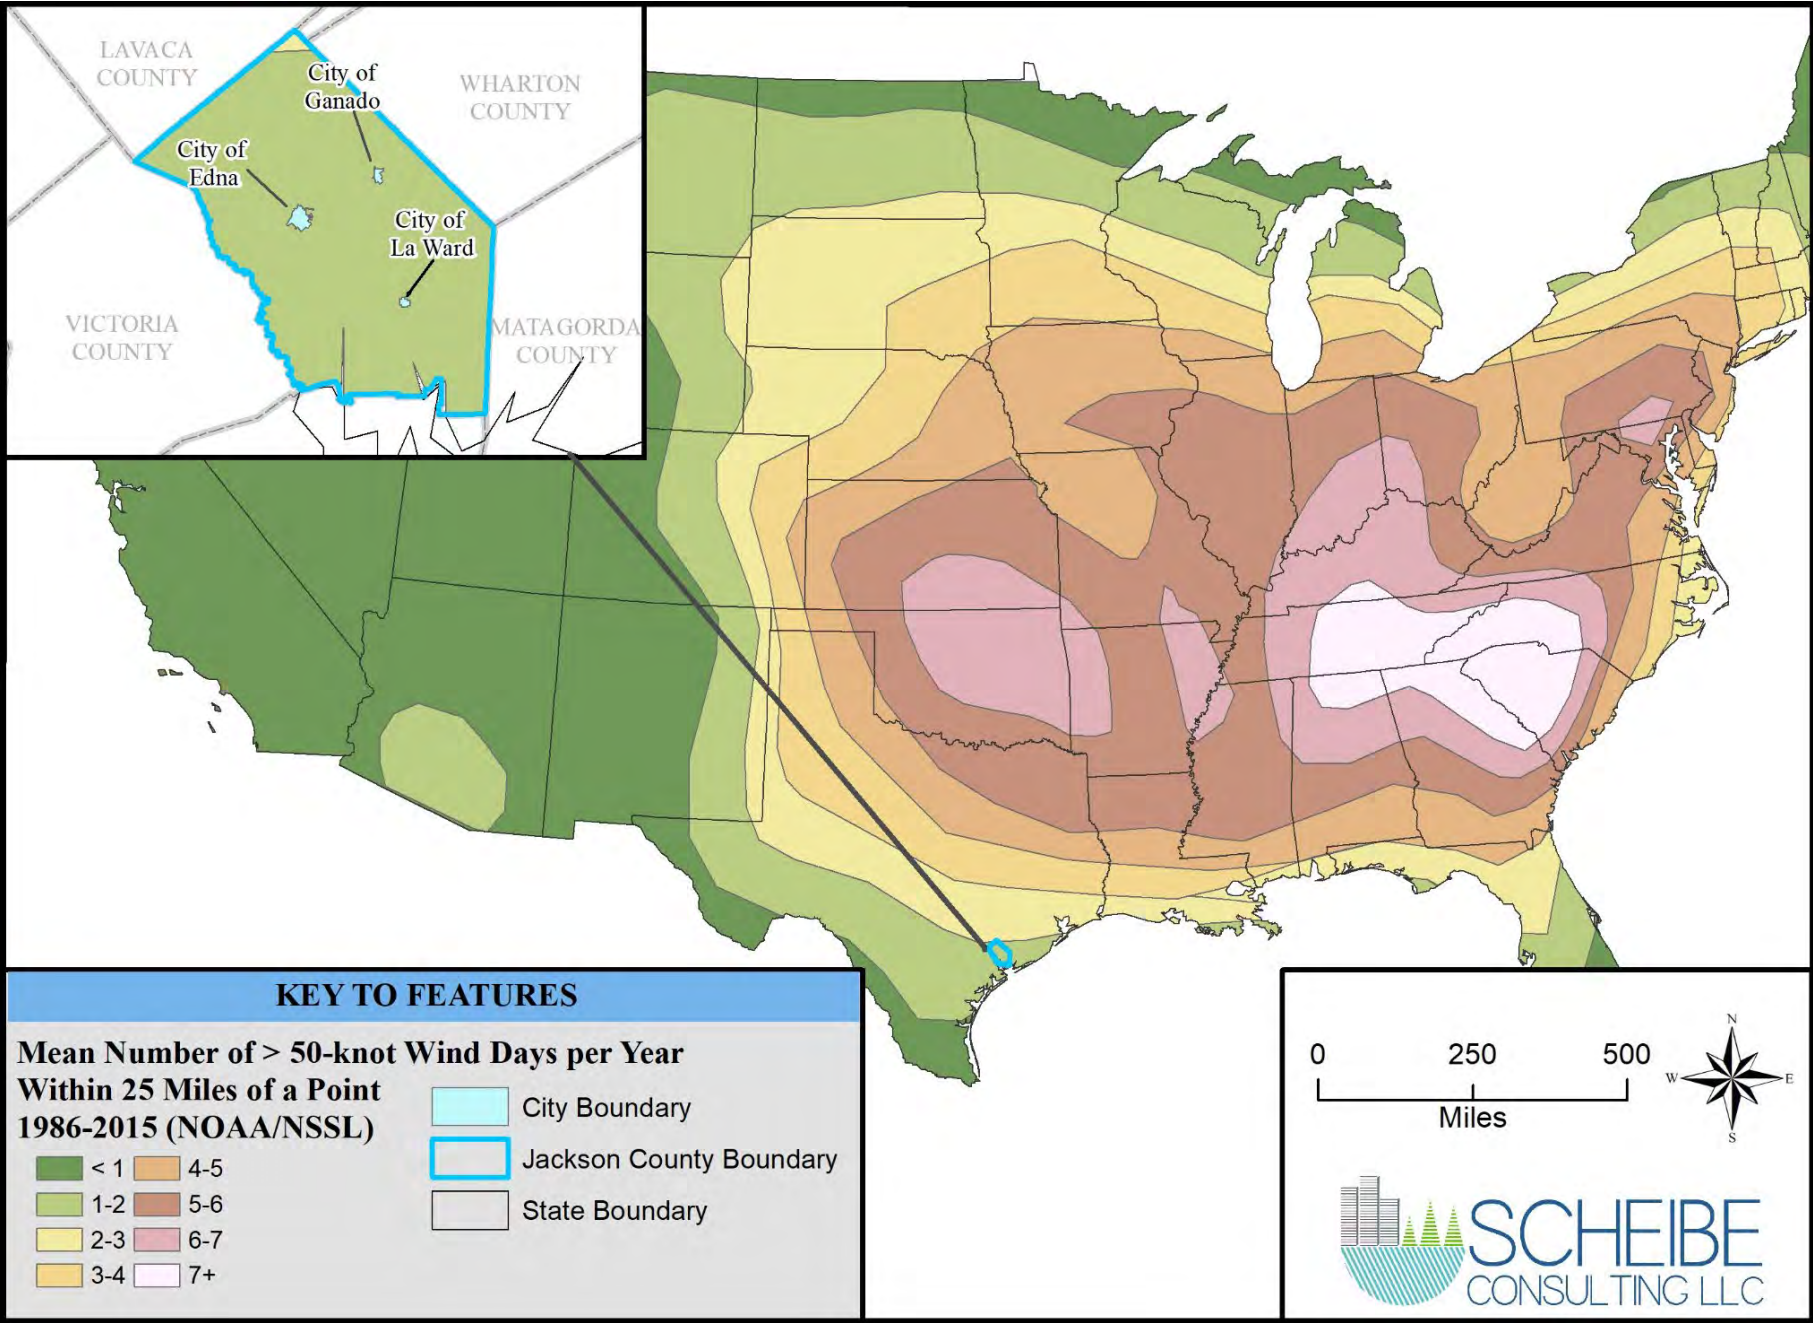 LAVACA
COUNTY
City of
Ganado
WHARTON
COUNTY
City of
Edna
City of
La Ward
VICTORIA
COUNTY
MATAGORDA
COUNTY
KEY TO FEATURES
Mean Number of > 50-knot Wind Days per Year
Within 25 Miles of a Point
1986-2015 (NOAA/NSSL)
< 1
1-2
2-3
3-4
4-5
5-6
6-7
7+
City Boundary
Jackson County Boundary
State Boundary
0 250 500
Miles
N
W E
S
SCHEIBE
CONSULTING LLC